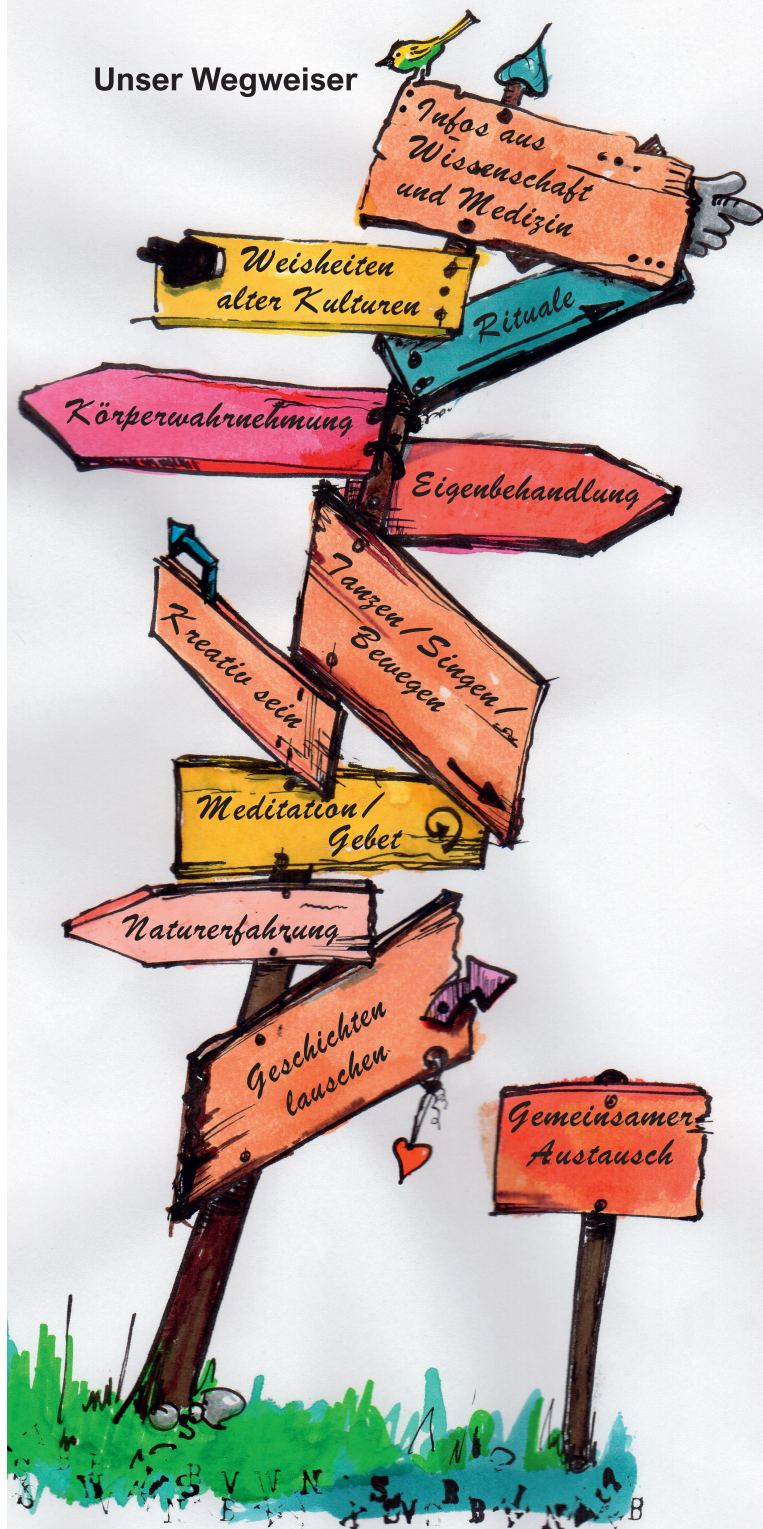 Unser Wegweiser
Infos aus
Wissenschaft
und Medizin
Weisheiten
alter Kulturen
Rituale
Körperwahrnehmung
Eigenbehandlung
Tanzen/Singen/
Bewegen
Kreativ sein
Meditation/
Gebet
Naturerfahrung
Geschichten
lauschen
Gemeinsamer
Austausch